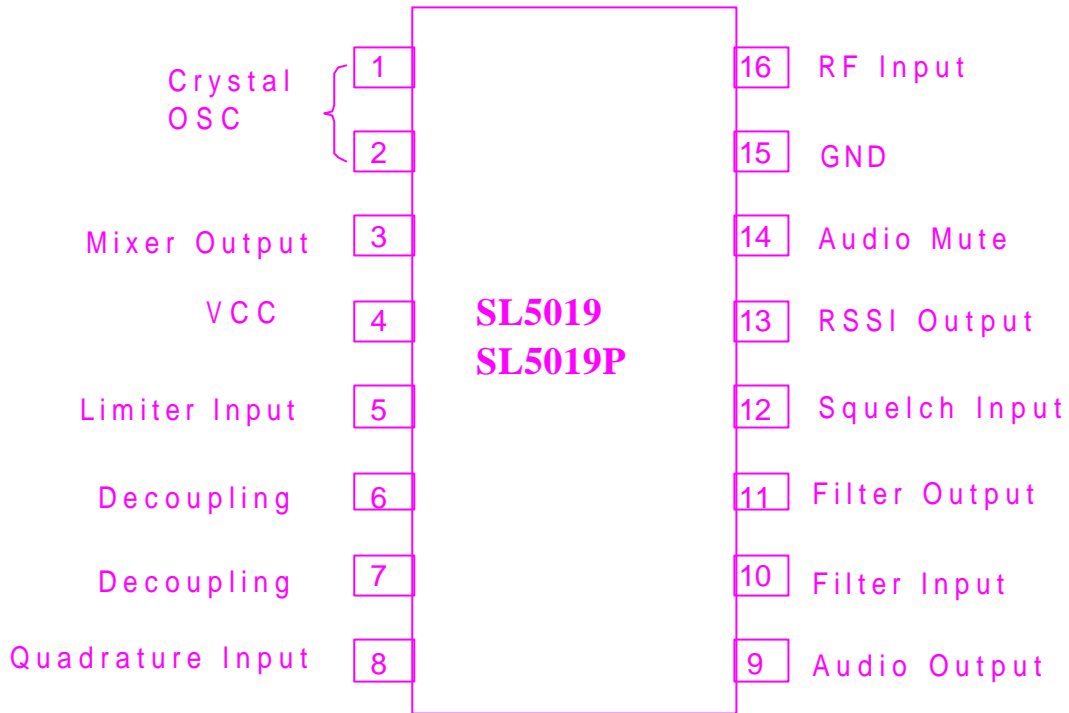 Crystal
OSC
1
2
Mixer Output
3
VCC
4
Limiter Input
5
Decoupling
6
Decoupling
7
Quadrature Input
8
SL5019
SL5019P
16
RF Input
15
GND
14
Audio Mute
13
RSSI Output
12
Squelch Input
11
Filter Output
10
Filter Input
9
Audio Output